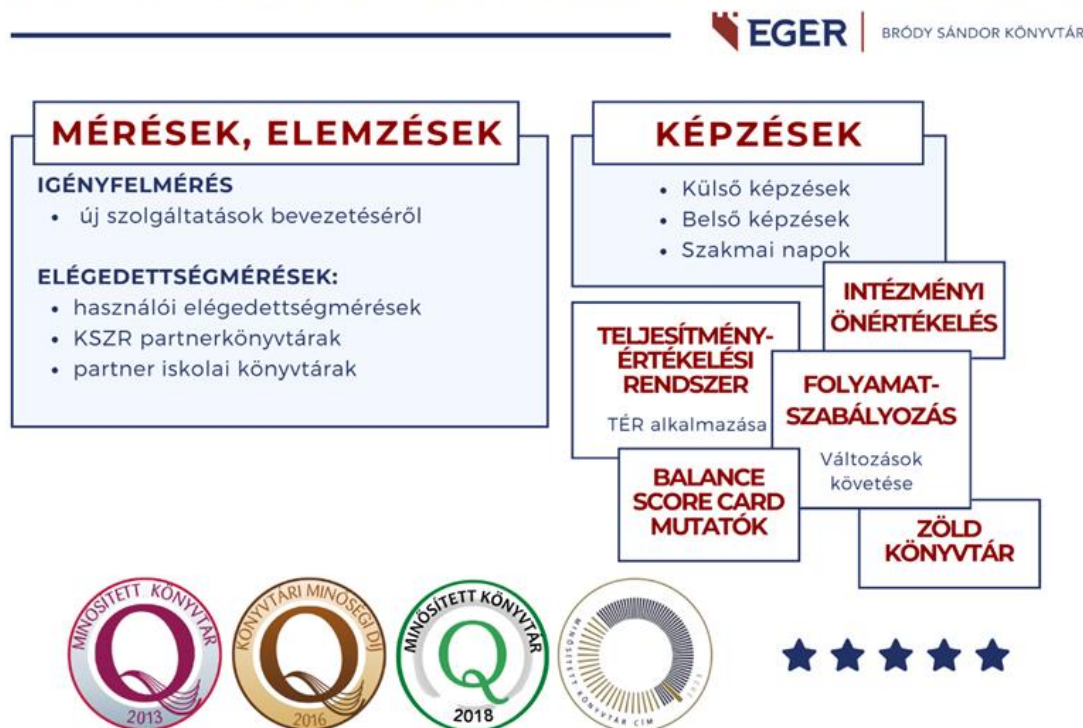 EGER
BRÓDY SÁNDOR KÖNYVTÁR
MÉRÉSEK, ELEMZÉSEK
IGÉNYFELMÉRÉS
• új szolgáltatások bevezetéséről
ELÉGEDETTSÉGMÉRÉSEK:
• használói elégedettségmérések
• KSZR partnerkönyvtárak
• partner iskolai könyvtárak
KÉPZÉSEK
• Külső képzések
• Belső képzések
• Szakmai napok
INTÉZMÉNYI
ÖNÉRTÉKELÉS
TELJESÍTMÉNY-
ÉRTÉKELÉSI
RENDSZER
TÉR alkalmazása
FOLYAMAT-
SZABÁLYOZÁS
Változások
követése
BALANCE
SCORE CARD
MUTATÓK
ZÖLD
KÖNYVTÁR
MINŐSÍTETT KÖNYVTÁR
Q
2013
KÖNYVTÁRI MINŐSÉGI DÍJ
Q
2016
MINŐSÍTETT KÖNYVTÁR
Q
2018
MINŐSÍTETT KÖNYVTÁR CÍM